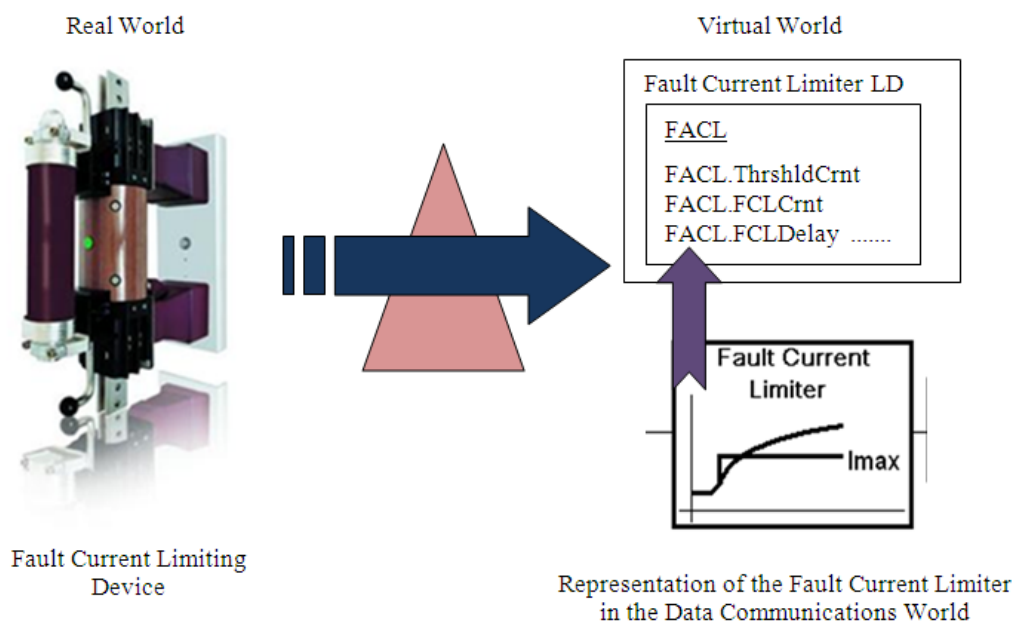 Real World
Virtual World
Fault Current Limiter LD
FACL
FACL.ThrshldCrnt
FACL.FCLCrnt
FACL.FCLDelay .......
Fault Current
Limiter
Imax
Fault Current Limiting
Device
Representation of the Fault Current Limiter
in the Data Communications World